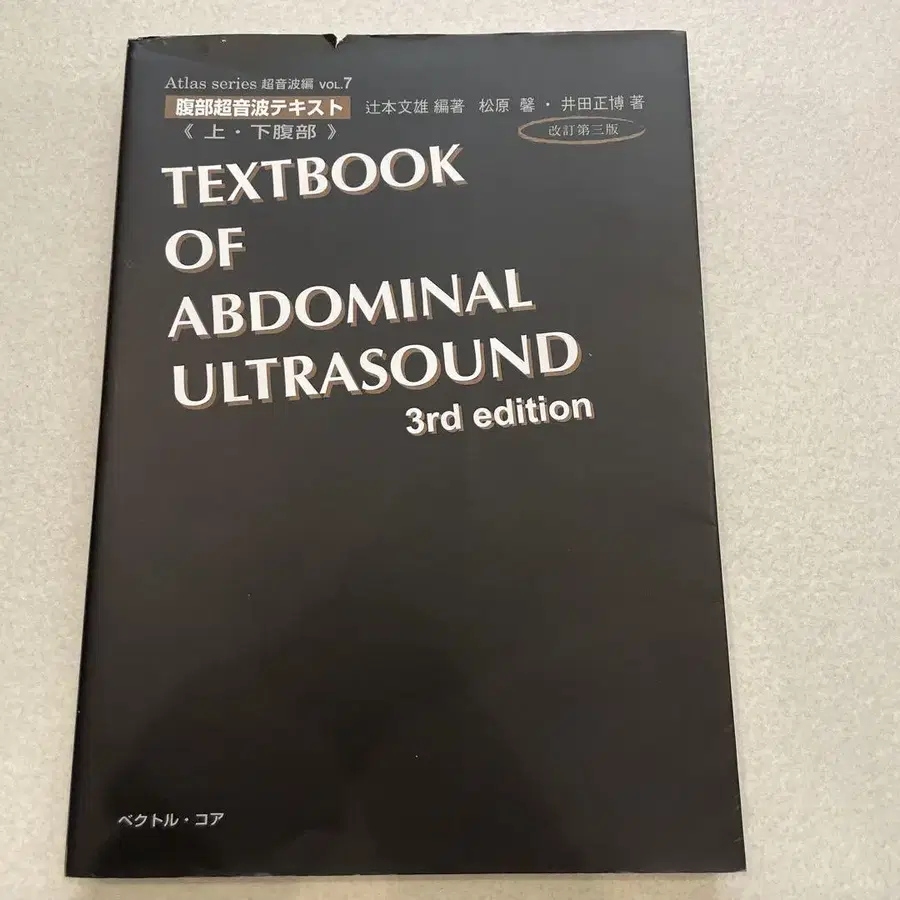 Atlas series 超音波編 VOL.7
腹部超音波テキスト 辻本文雄 編著 松原 馨・井田正博 著
《 上・下腹部 》 改訂第三版
TEXTBOOK
OF
ABDOMINAL
ULTRASOUND
3rd edition
ベクトル・コア